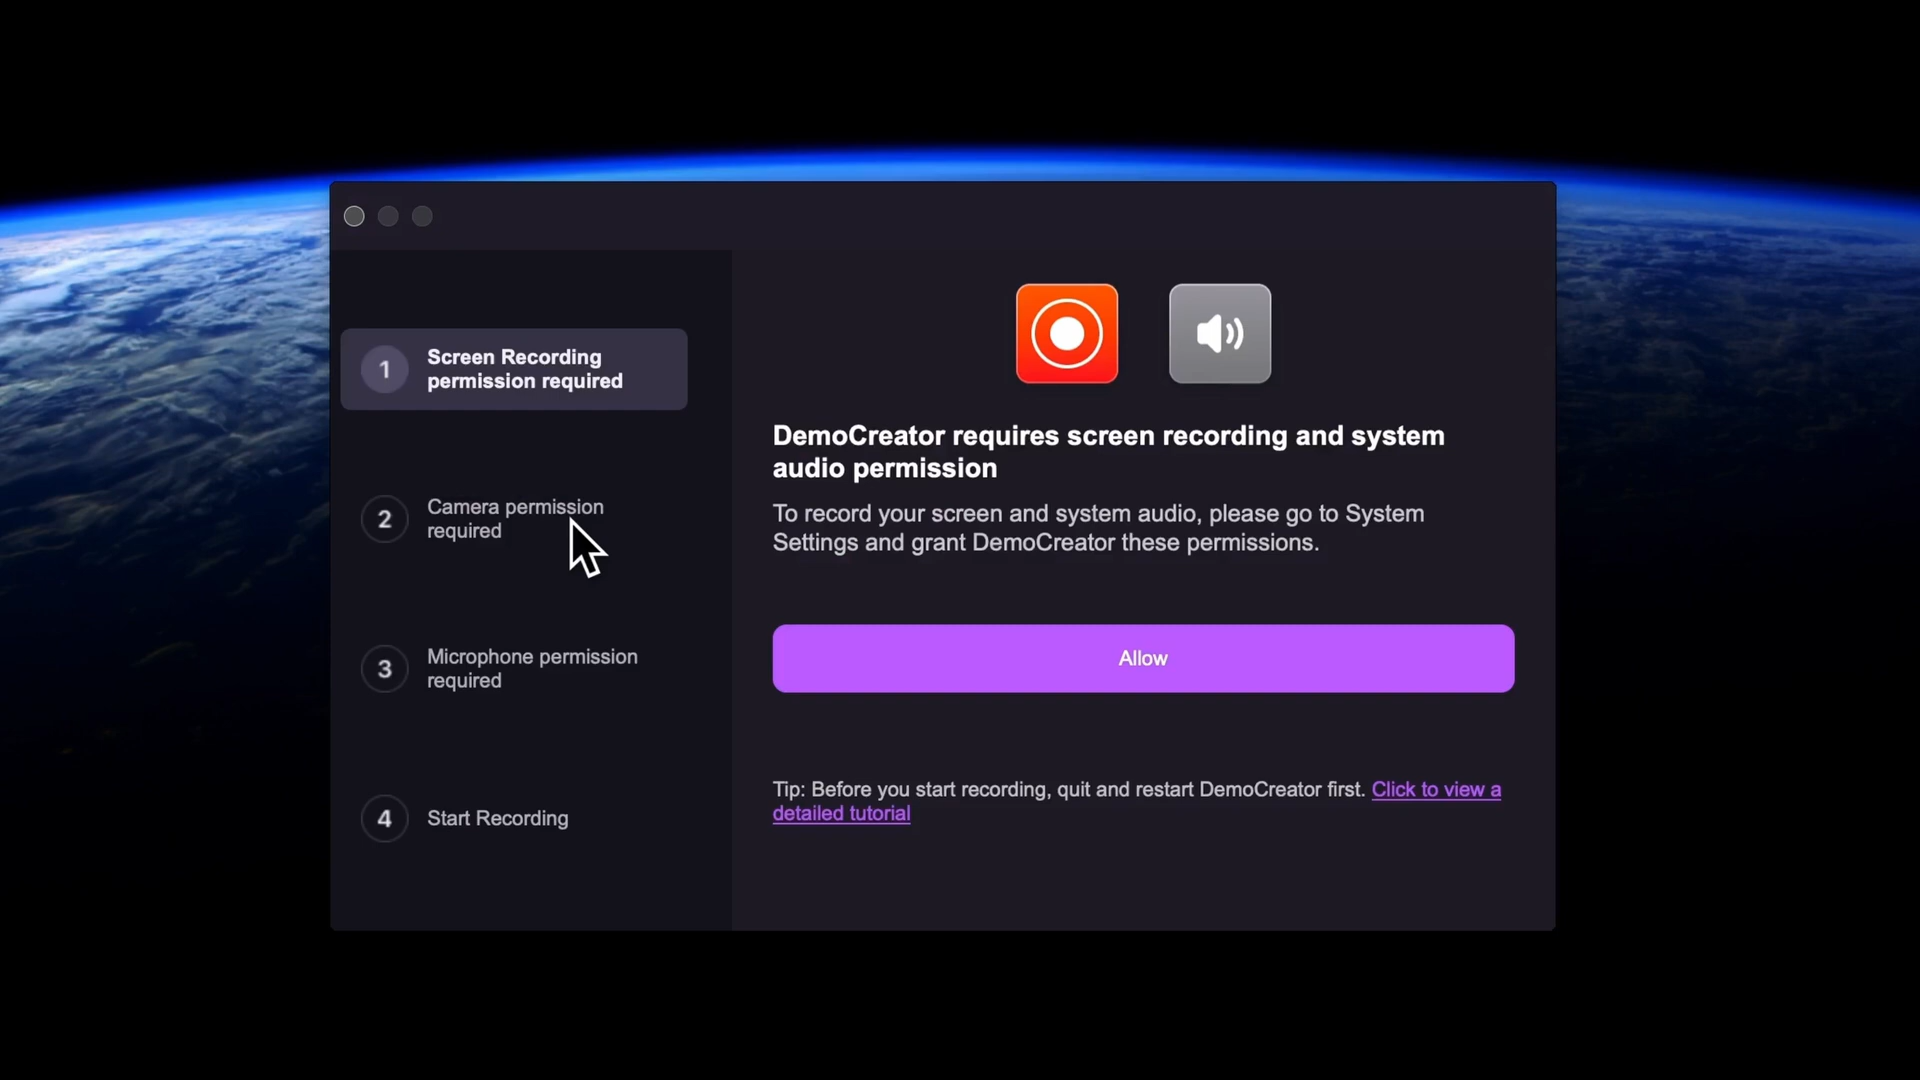 1
Screen Recording
permission required
2
Camera permission
required
3
Microphone permission
required
4
Start Recording
DemoCreator requires screen recording and system
audio permission
To record your screen and system audio, please go to System
Settings and grant DemoCreator these permissions.
Allow
Tip: Before you start recording, quit and restart DemoCreator first. Click to view a
detailed tutorial